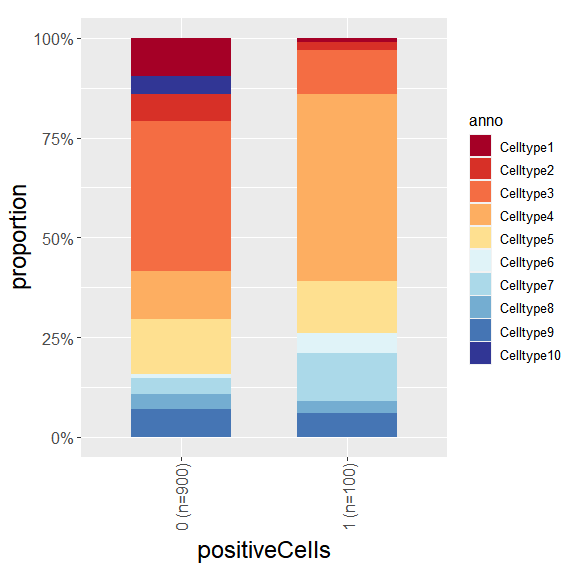 proportion
100%
75%
50%
25%
0%
0 (n=900)
1 (n=100)
positiveCells
anno
Celltype1
Celltype2
Celltype3
Celltype4
Celltype5
Celltype6
Celltype7
Celltype8
Celltype9
Celltype10